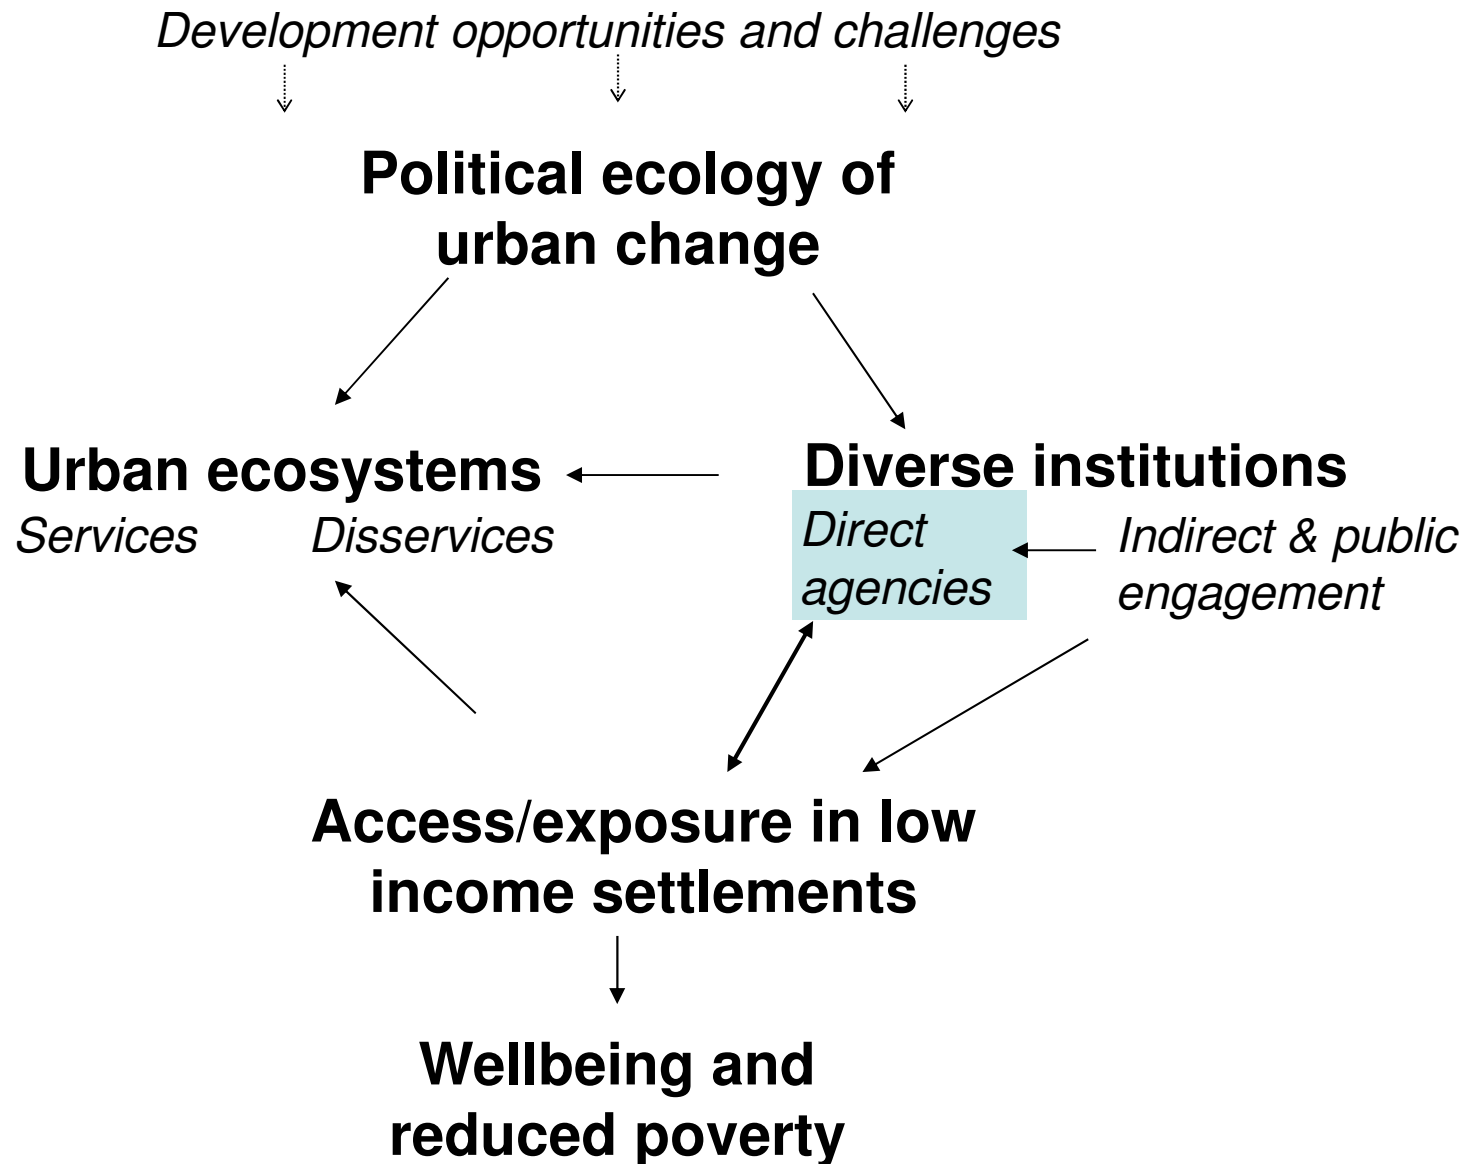 Development opportunities and challenges
Political ecology of
urban change
Urban ecosystems
Services Disservices
Diverse institutions
Direct
agencies
Indirect & public
engagement
Access/exposure in low
income settlements
Wellbeing and
reduced poverty